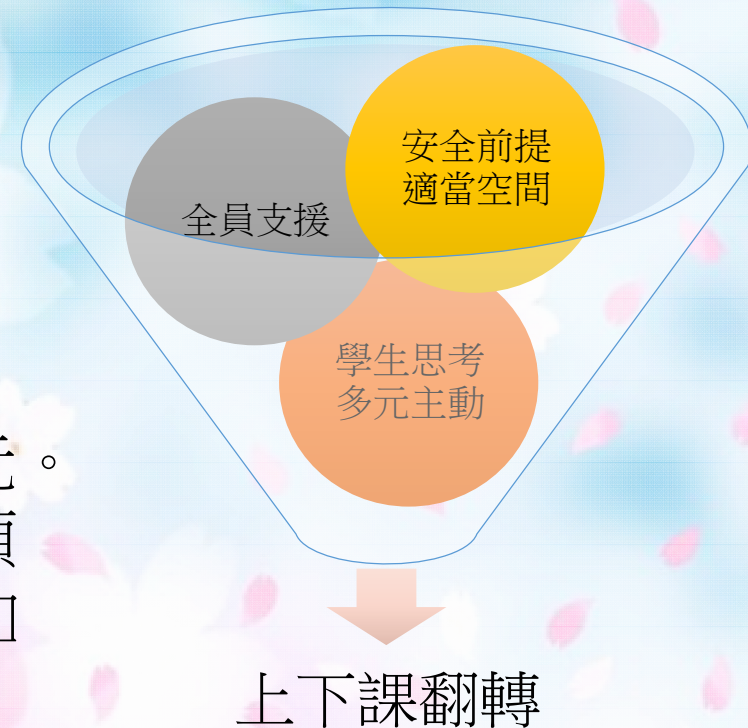 安全前提
適當空間
全員支援
學生思考
多元主動
。
上下課翻轉